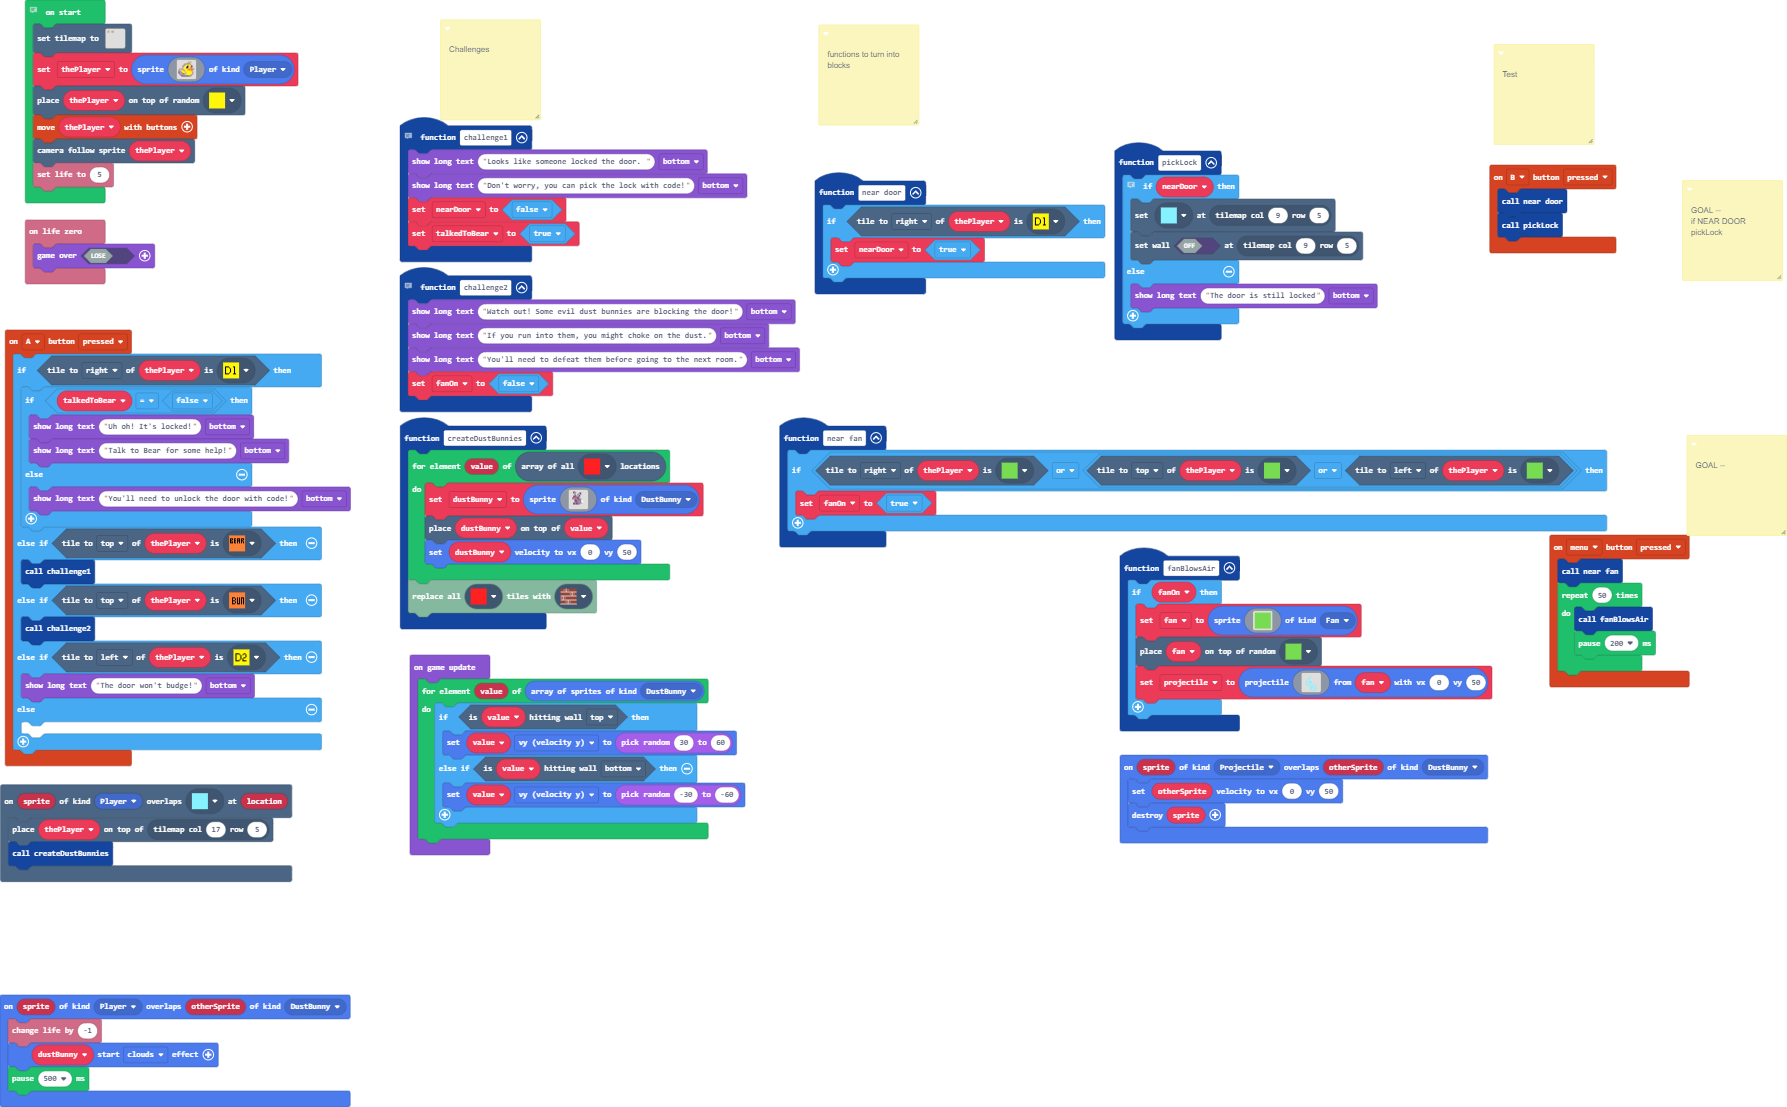 on start
set tilemap to
set thePlayer to sprite of kind Player
place thePlayer on top of random
move thePlayer with buttons
camera follow sprite thePlayer
set life to 5
on life zero
game over LOSE
on A button pressed
if tile to right of thePlayer is D1 then
if talkedToBear = false then
show long text "Uh oh! It's locked!" bottom
show long text "Talk to Bear for some help!" bottom
else
show long text "You'll need to unlock the door with code!" bottom
else if tile to top of thePlayer is BEAR then
call challenge1
else if tile to top of thePlayer is BUN then
call challenge2
else if tile to left of thePlayer is D2 then
show long text "The door won't budge!" bottom
else
on sprite of kind Player overlaps at location
place thePlayer on top of tilemap col 17 row 5
call createDustBunnies
on sprite of kind Player overlaps otherSprite of kind DustBunny
change life by -1
dustBunny start clouds effect
pause 500 ms
Challenges
function challenge1
show long text "Looks like someone locked the door. " bottom
show long text "Don't worry, you can pick the lock with code!" bottom
set nearDoor to false
set talkedToBear to true
function challenge2
show long text "Watch out! Some evil dust bunnies are blocking the door!" bottom
show long text "If you run into them, you might choke on the dust." bottom
show long text "You'll need to defeat them before going to the next room." bottom
set fanOn to false
function createDustBunnies
for element value of array of all locations
do
set dustBunny to sprite of kind DustBunny
place dustBunny on top of value
set dustBunny velocity to vx 0 vy 50
replace all tiles with
on game update
for element value of array of sprites of kind DustBunny
do
if is value hitting wall top then
set value vy (velocity y) to pick random 30 to 60
else if is value hitting wall bottom then
set value vy (velocity y) to pick random -30 to -60
functions to turn into
blocks
function near door
if tile to right of thePlayer is D1 then
set nearDoor to true
function pickLock
if nearDoor then
set at tilemap col 9 row 5
set wall OFF at tilemap col 9 row 5
else
show long text "The door is still locked" bottom
function near fan
if tile to right of thePlayer is or tile to top of thePlayer is or tile to left of thePlayer is then
set fanOn to true
function fanBlowsAir
if fanOn then
set fan to sprite of kind Fan
place fan on top of random
set projectile to projectile from fan with vx 0 vy 50
on sprite of kind Projectile overlaps otherSprite of kind DustBunny
set otherSprite velocity to vx 0 vy 50
destroy sprite
Test
on B button pressed
call near door
call pickLock
GOAL --
if NEAR DOOR
pickLock
GOAL --
on menu button pressed
call near fan
repeat 50 times
do
call fanBlowsAir
pause 200 ms